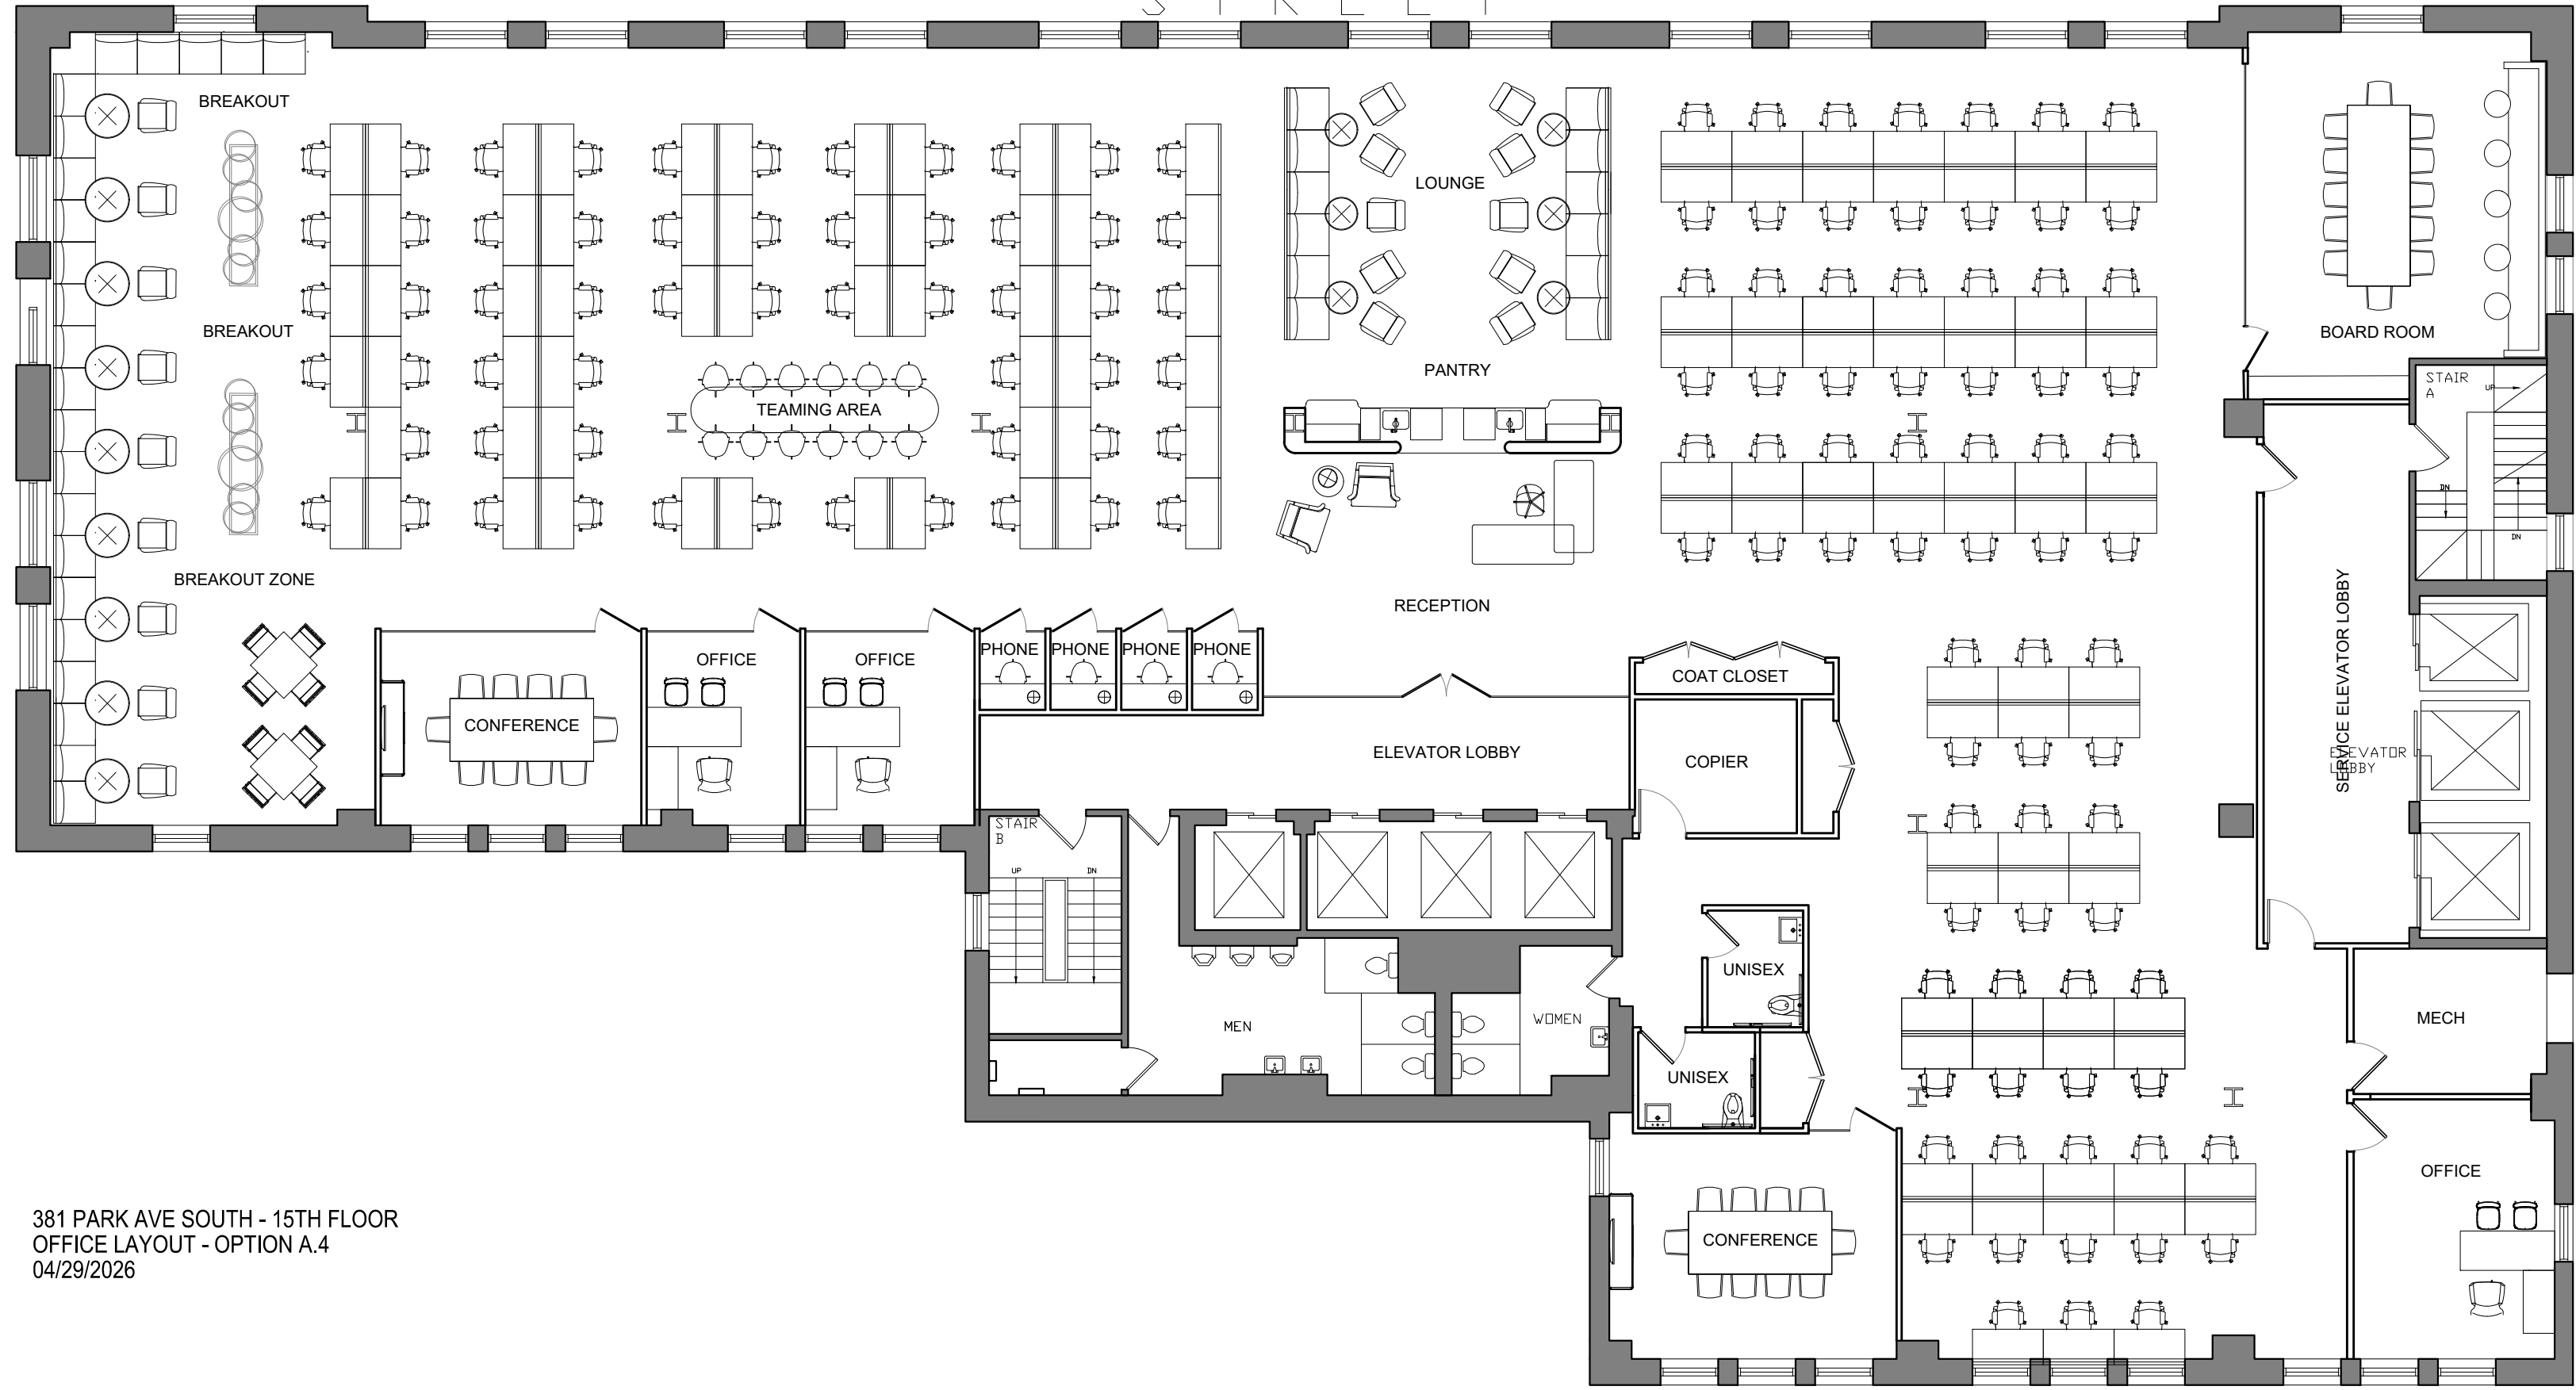 BREAKOUT
LOUNGE
BREAKOUT
BOARD ROOM
PANTRY
STAIR
A
UP
TEAMING AREA
DN
DN
BREAKOUT ZONE
RECEPTION
SERVICE ELEVATOR LOBBY
PHONE
PHONE
PHONE
PHONE
OFFICE
OFFICE
COAT CLOSET
CONFERENCE
ELEVATOR LOBBY
COPIER
ELEVATOR
LOBBY
STAIR
B
UP
DN
UNISEX
MEN
WOMEN
MECH
UNISEX
OFFICE
CONFERENCE
381 PARK AVE SOUTH - 15TH FLOOR
OFFICE LAYOUT - OPTION A.4
04/29/2026